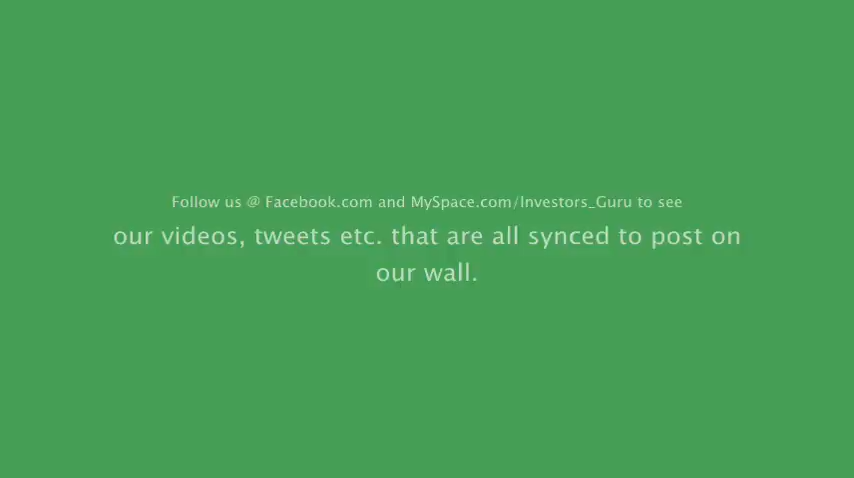 Follow us @ Facebook.com and MySpace.com/Investors_Guru to see
our videos, tweets etc. that are all synced to post on
our wall.